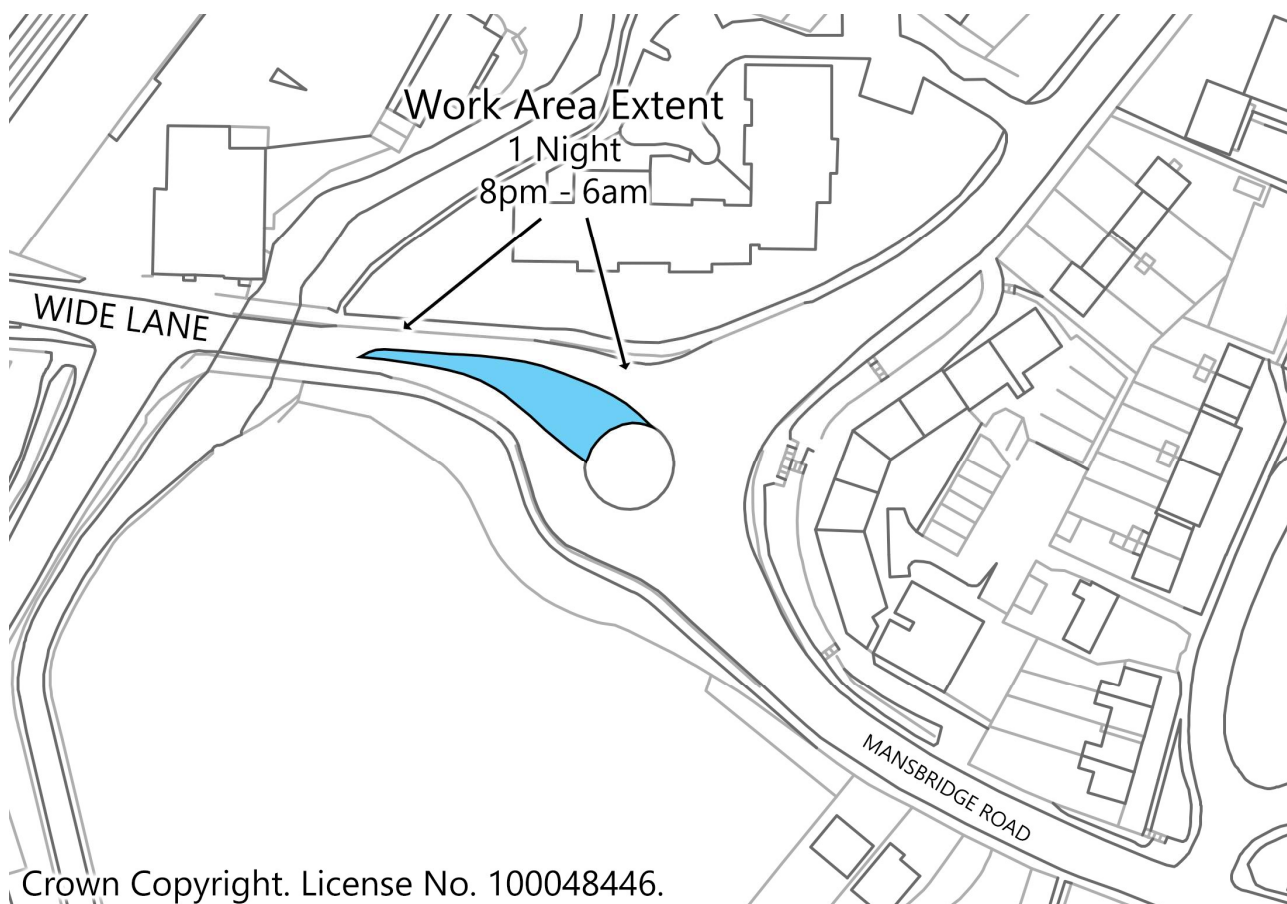 Work Area Extent
1 Night
8pm - 6am
WIDE LANE
MANSBRIDGE ROAD
Crown Copyright. License No. 100048446.